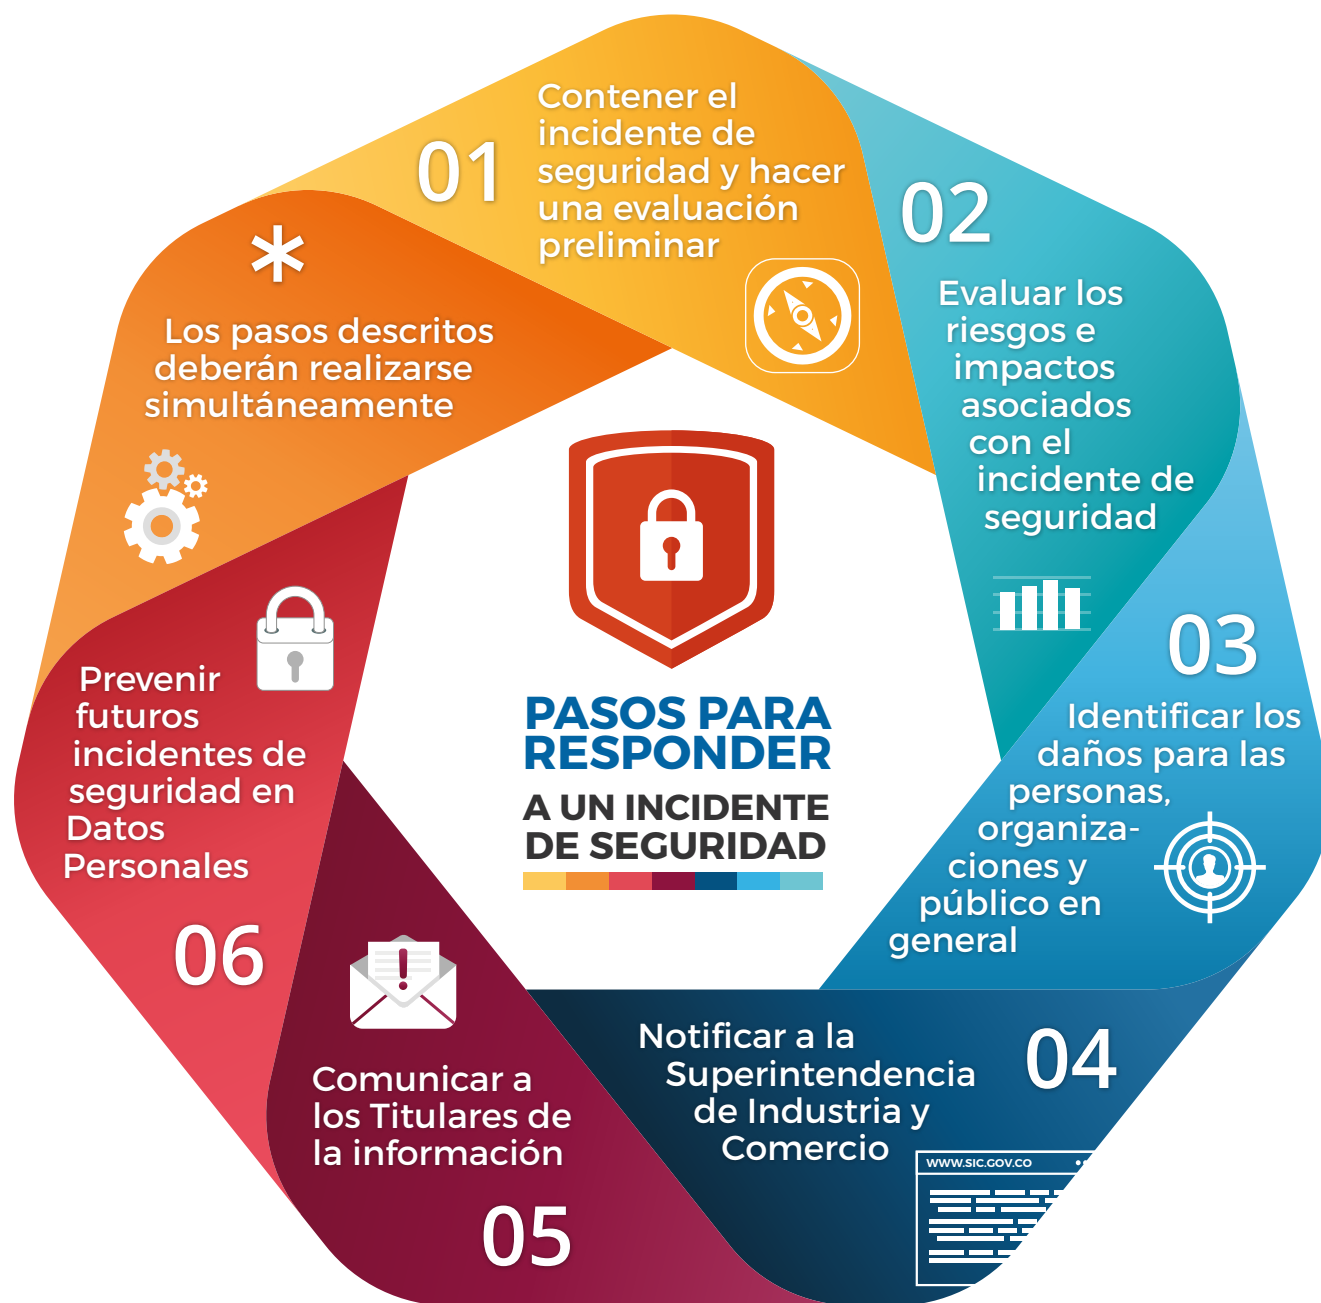 01
Contener el
incidente de
seguridad y hacer
una evaluación
preliminar
02
Evaluar los
riesgos e
impactos
asociados
con el
incidente de
seguridad
03
Identificar los
daños para las
personas,
organiza-
ciones y
público en
general
04
Notificar a la
Superintendencia
de Industria y
Comercio
WWW.SIC.GOV.CO
05
Comunicar a
los Titulares de
la información
06
Prevenir
futuros
incidentes de
seguridad en
Datos
Personales
*
Los pasos descritos
deberán realizarse
simultáneamente
PASOS PARA
RESPONDER
A UN INCIDENTE
DE SEGURIDAD